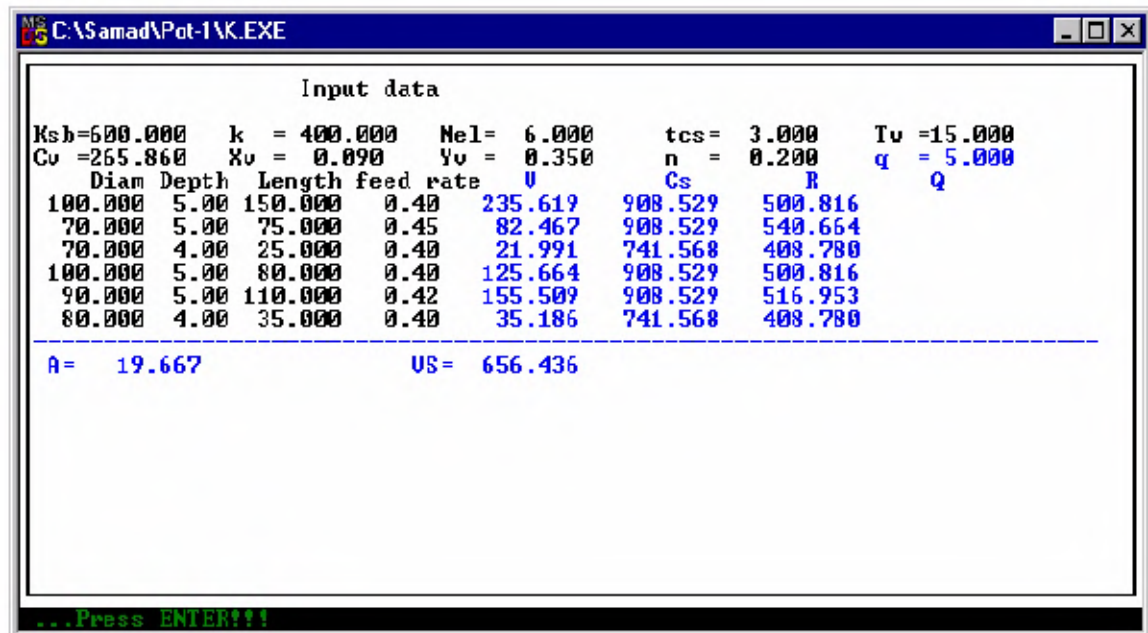 MS DOS C:\Samad\Pot-1\K.EXE
Input data
Ksb=600.000 k = 400.000 Nel= 6.000 tcs= 3.000 Tv =15.000
Cv =265.860 Xv = 0.090 Yv = 0.350 n = 0.200 q = 5.000
Diam Depth Length feed rate V Cs R Q
100.000 5.00 150.000 0.40 235.619 908.529 500.816
70.000 5.00 75.000 0.45 82.467 908.529 540.664
70.000 4.00 25.000 0.40 21.991 741.568 408.780
100.000 5.00 80.000 0.40 125.664 908.529 500.816
90.000 5.00 110.000 0.42 155.509 908.529 516.953
80.000 4.00 35.000 0.40 35.186 741.568 408.780
A= 19.667 VS= 656.436
...Press ENTER!!!